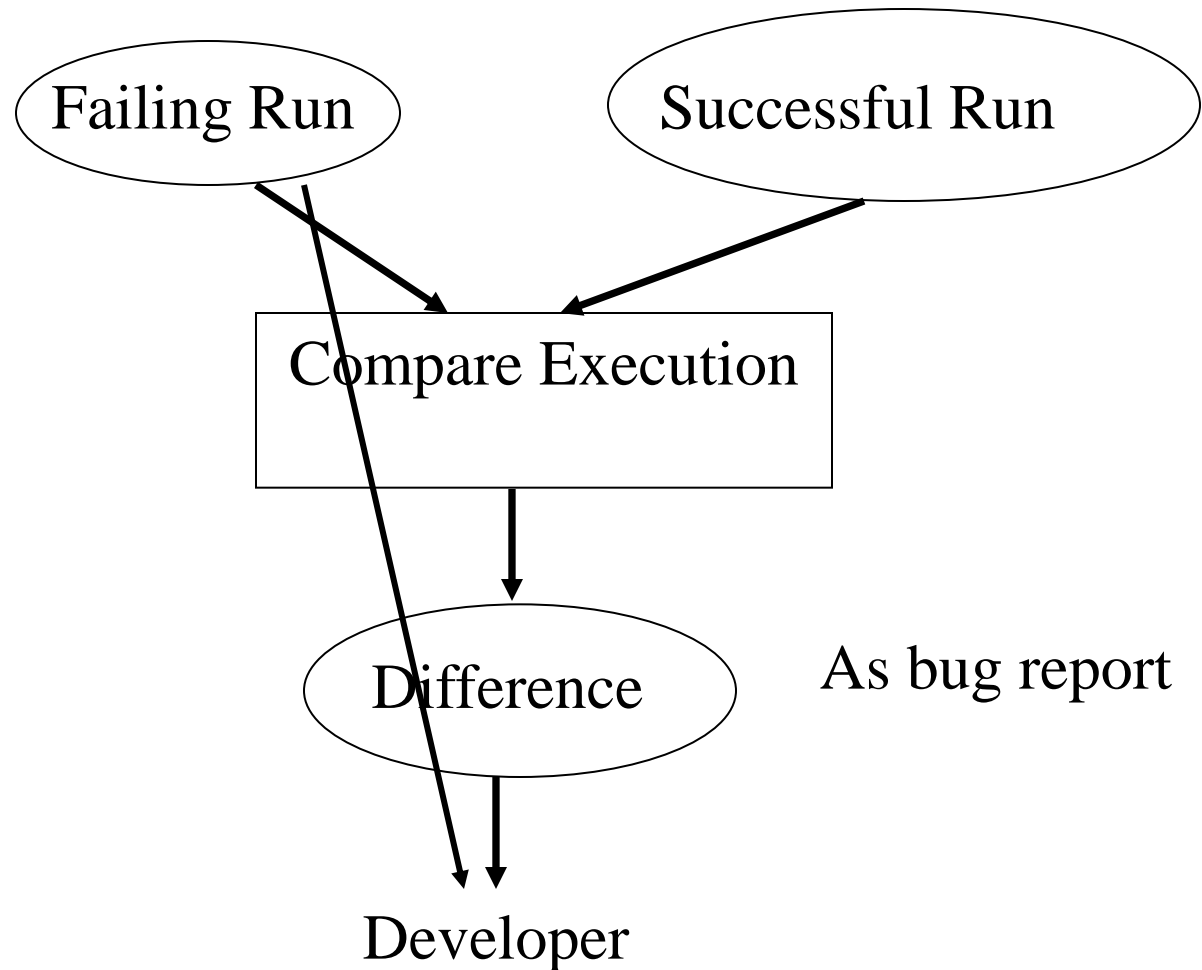 Failing Run
Successful Run
Compare Execution
Difference
As bug report
Developer